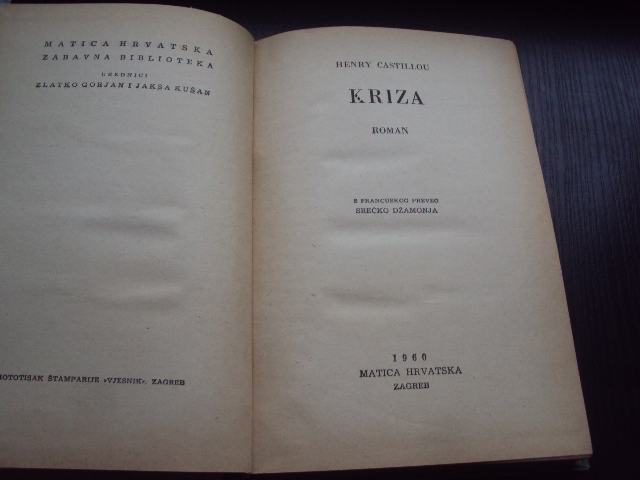 MATICA HRVATSKA
ZABAVNA BIBLIOTEKA
UREDNICI
ZLATKO GORJAN I JAKŠA KUŠAN
ROTOTISAK ŠTAMPARIJE »VJESNIK«, ZAGREB
HENRY CASTILLOU
KRIZA
ROMAN
S FRANCUSKOG PREVEO
SREĆKO DŽAMONJA
1960
MATICA HRVATSKA
ZAGREB